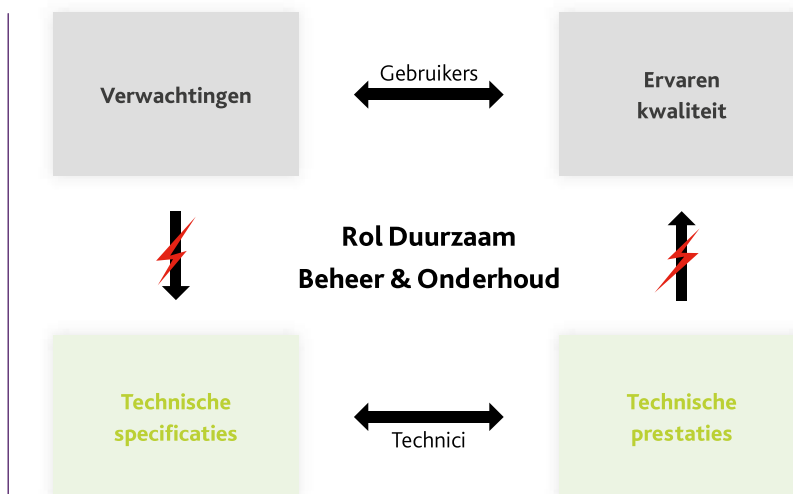 Verwachtingen
Gebruikers
Ervaren
kwaliteit
Rol Duurzaam
Beheer & Onderhoud
Technische
specificaties
Technici
Technische
prestaties